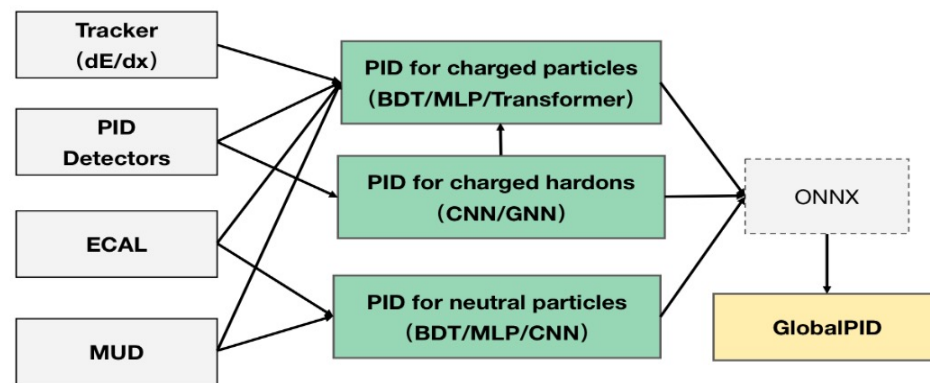 Tracker
(dE/dx)
PID
Detectors
ECAL
MUD
PID for charged particles
(BDT/MLP/Transformer)
PID for charged hardons
(CNN/GNN)
PID for neutral particles
(BDT/MLP/CNN)
ONNX
GlobalPID